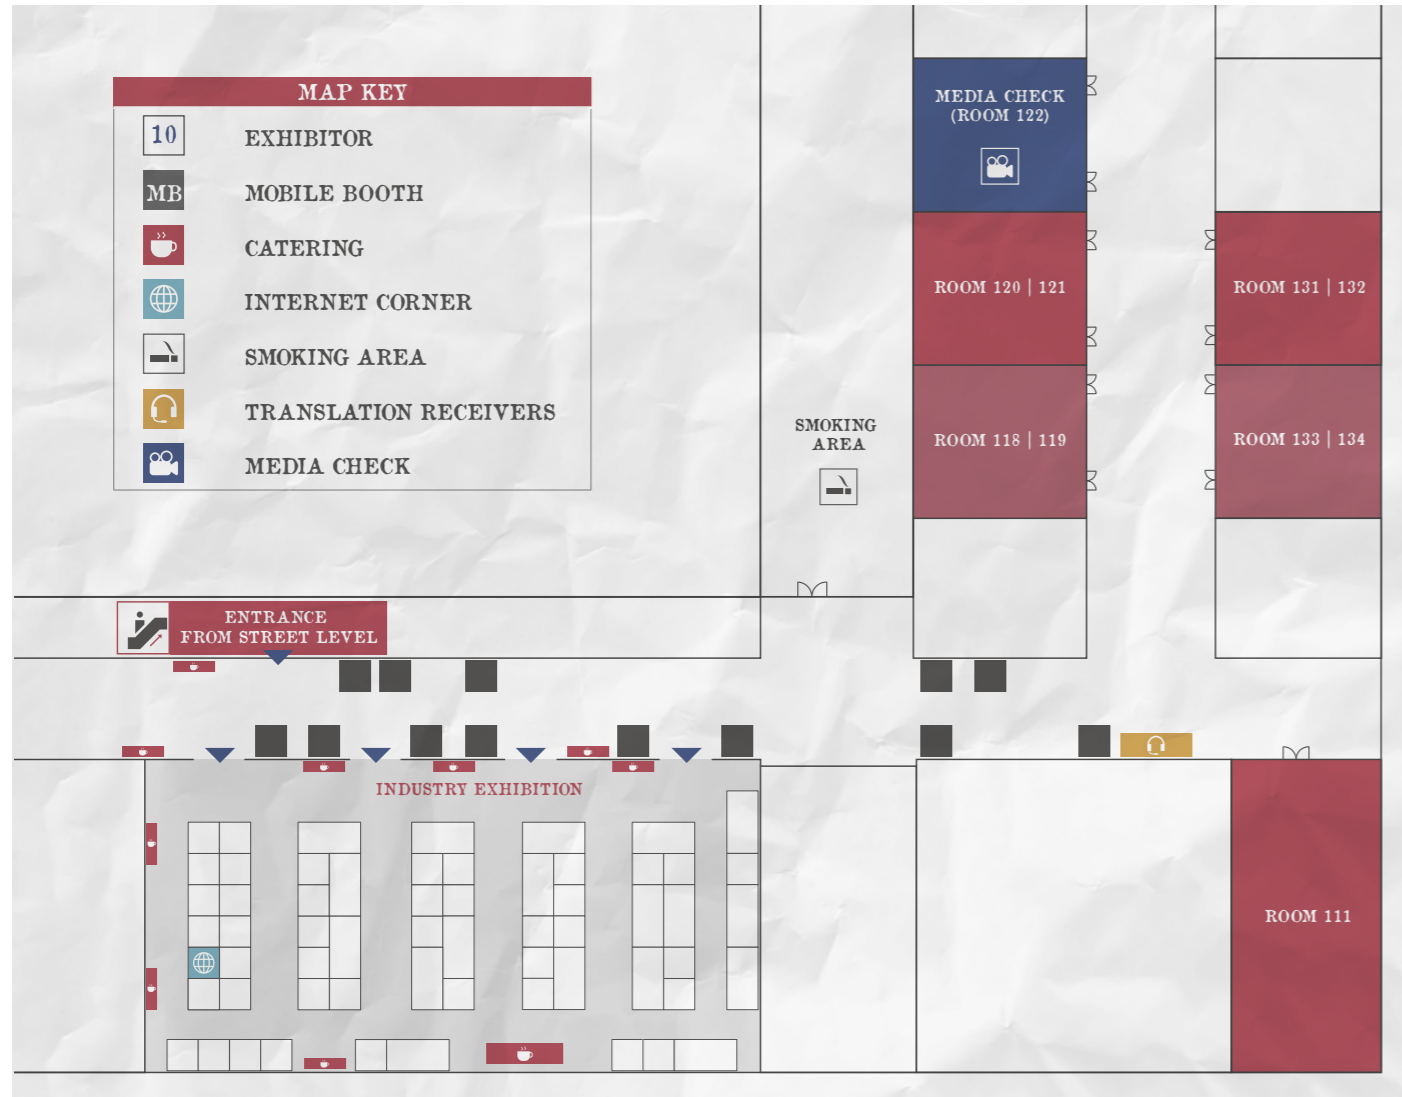 MAP KEY
10
EXHIBITOR
MB
MOBILE BOOTH
CATERING
INTERNET CORNER
SMOKING AREA
TRANSLATION RECEIVERS
MEDIA CHECK
MEDIA CHECK
(ROOM 122)
ROOM 120 | 121
ROOM 131 | 132
SMOKING
AREA
ROOM 118 | 119
ROOM 133 | 134
ENTRANCE
FROM STREET LEVEL
INDUSTRY EXHIBITION
ROOM 111